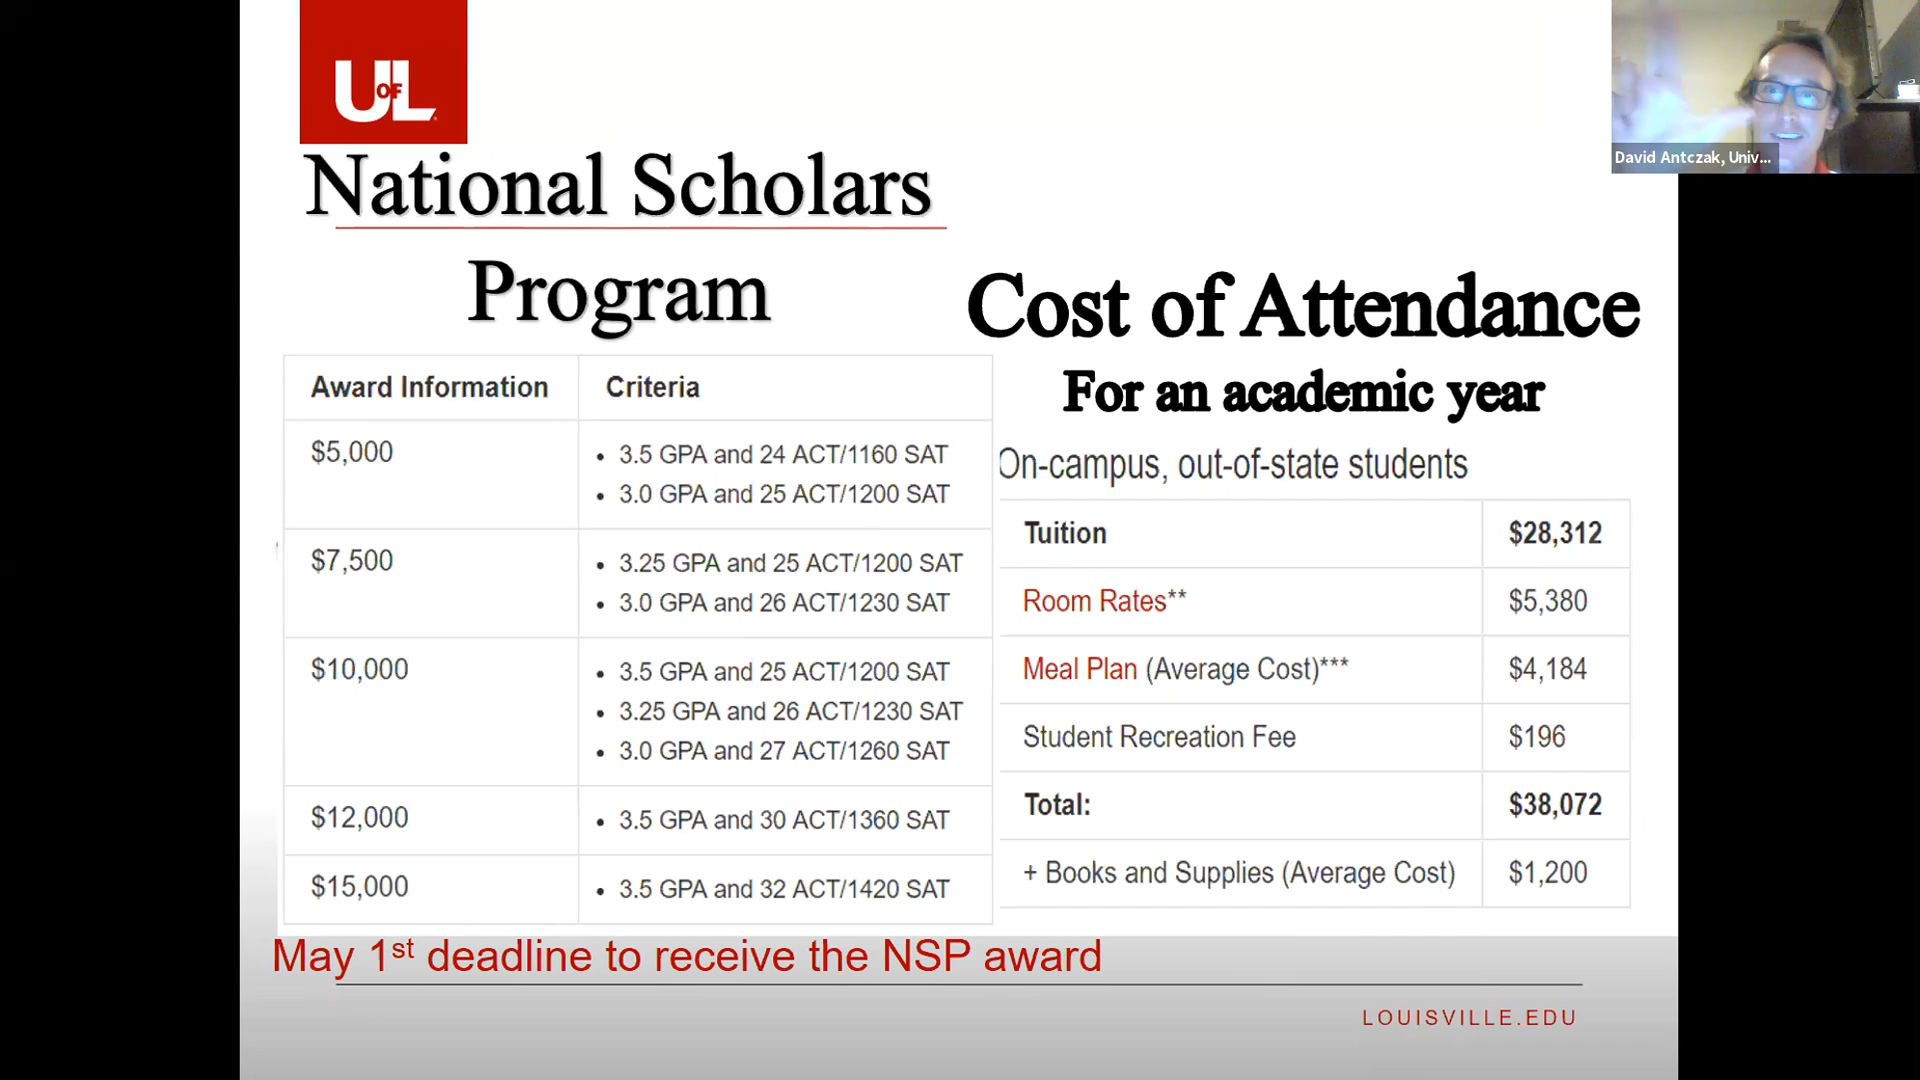 UOFL
National Scholars
Program
Award Information Criteria
$5,000
• 3.5 GPA and 24 ACT/1160 SAT
• 3.0 GPA and 25 ACT/1200 SAT
$7,500
• 3.25 GPA and 25 ACT/1200 SAT
• 3.0 GPA and 26 ACT/1230 SAT
$10,000
• 3.5 GPA and 25 ACT/1200 SAT
• 3.25 GPA and 26 ACT/1230 SAT
• 3.0 GPA and 27 ACT/1260 SAT
$12,000
• 3.5 GPA and 30 ACT/1360 SAT
$15,000
• 3.5 GPA and 32 ACT/1420 SAT
Cost of Attendance
For an academic year
On-campus, out-of-state students
Tuition $28,312
Room Rates** $5,380
Meal Plan (Average Cost)*** $4,184
Student Recreation Fee $196
Total: $38,072
+ Books and Supplies (Average Cost) $1,200
May 1st deadline to receive the NSP award
LOUISVILLE.EDU
David Antczak, Univ...